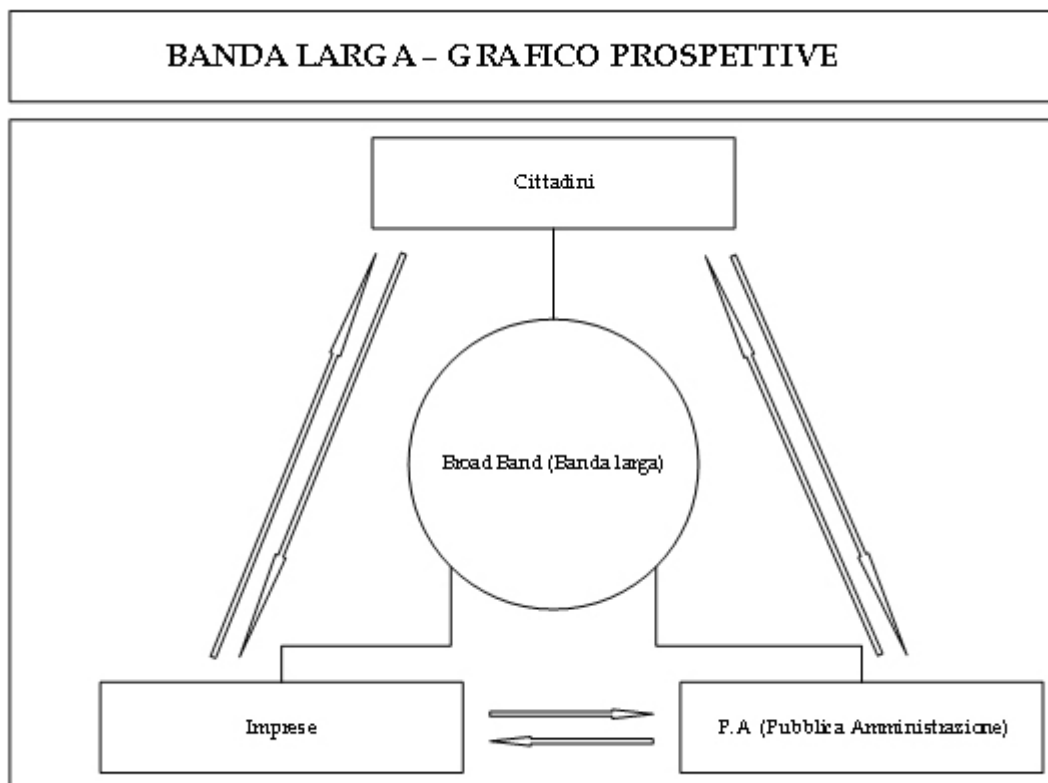 BANDA LARGA – GRAFICO PROSPETTIVE
Cittadini
Broad Band (Banda larga)
Imprese
P.A (Pubblica Amministrazione)